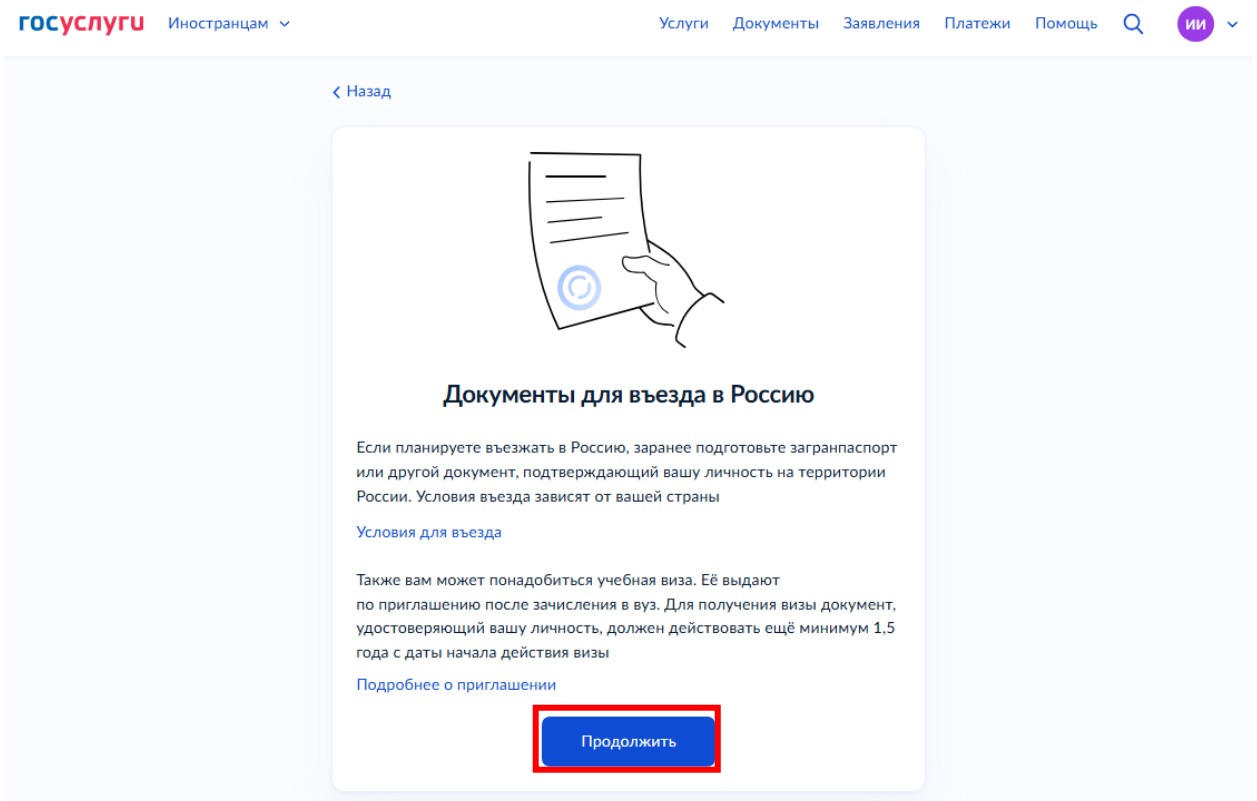 госуслуги Иностранцам Услуги Документы Заявления Платежи Помощь ИИ
Назад
Документы для въезда в Россию
Если планируете въезжать в Россию, заранее подготовьте загранпаспорт
или другой документ, подтверждающий вашу личность на территории
России. Условия въезда зависят от вашей страны
Условия для въезда
Также вам может понадобиться учебная виза. Её выдают
по приглашению после зачисления в вуз. Для получения визы документ,
удостоверяющий вашу личность, должен действовать ещё минимум 1,5
года с даты начала действия визы
Подробнее о приглашении
Продолжить